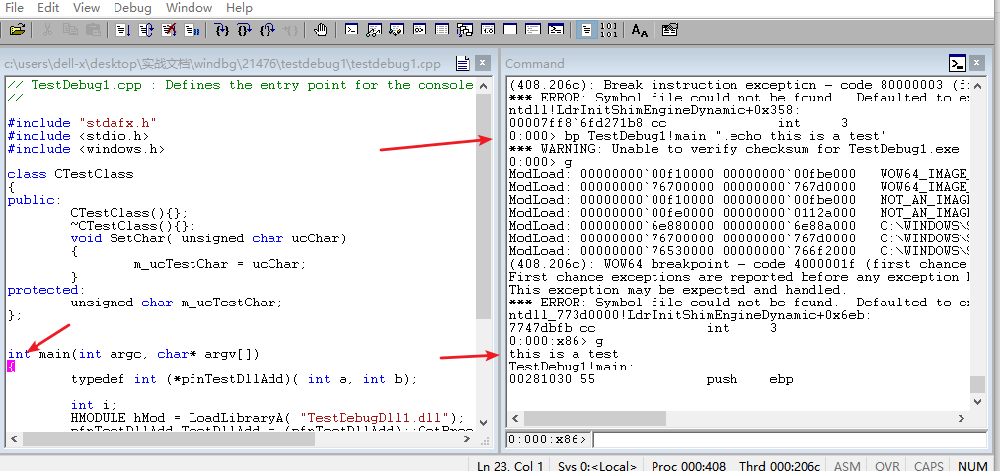 File Edit View Debug Window Help
c:\users\dell-x\desktop\实战文档\windbg\21476\testdebug1\testdebug1.cpp
// TestDebug1.cpp : Defines the entry point for the console
//
#include "stdafx.h"
#include <stdio.h>
#include <windows.h>
class CTestClass
{
public:
CTestClass(){};
~CTestClass(){};
void SetChar( unsigned char ucChar)
{
m_ucTestChar = ucChar;
}
protected:
unsigned char m_ucTestChar;
};
int main(int argc, char* argv[])
{
typedef int (*pfnTestDllAdd)( int a, int b);
int i;
HMODULE hMod = LoadLibraryA( "TestDebugDll1.dll");
Command
(408.206c): Break instruction exception - code 80000003 (fi
*** ERROR: Symbol file could not be found.  Defaulted to ex
ntdll!LdrInitShimEngineDynamic+0x358:
00007ff8`6fd271b8 cc int 3
0:000> bp TestDebug1!main ".echo this is a test"
*** WARNING: Unable to verify checksum for TestDebug1.exe
0:000> g
ModLoad: 00000000`00f10000 00000000`00fbe000 WOW64_IMAGE_
ModLoad: 00000000`76700000 00000000`767d0000 WOW64_IMAGE_
ModLoad: 00000000`00f10000 00000000`00fbe000 NOT_AN_IMAG
ModLoad: 00000000`00fe0000 00000000`0112a000 NOT_AN_IMAG
ModLoad: 00000000`6e880000 00000000`6e88a000 C:\WINDOWS\S
ModLoad: 00000000`76700000 00000000`767d0000 C:\WINDOWS\S
ModLoad: 00000000`76530000 00000000`766f2000 C:\WINDOWS\S
(408.206c): WOW64 breakpoint - code 4000001f (first chance
First chance exceptions are reported before any exception h
This exception may be expected and handled.
*** ERROR: Symbol file could not be found.  Defaulted to ex
ntdll_773d0000!LdrInitShimEngineDynamic+0x6eb:
7747dbfb cc int 3
0:000:x86> g
this is a test
TestDebug1!main:
00281030 55 push ebp
0:000:x86>
Ln 23, Col 1 Sys 0:<Local> Proc 000:408 Thrd 000:206c ASM OVR CAPS NUM